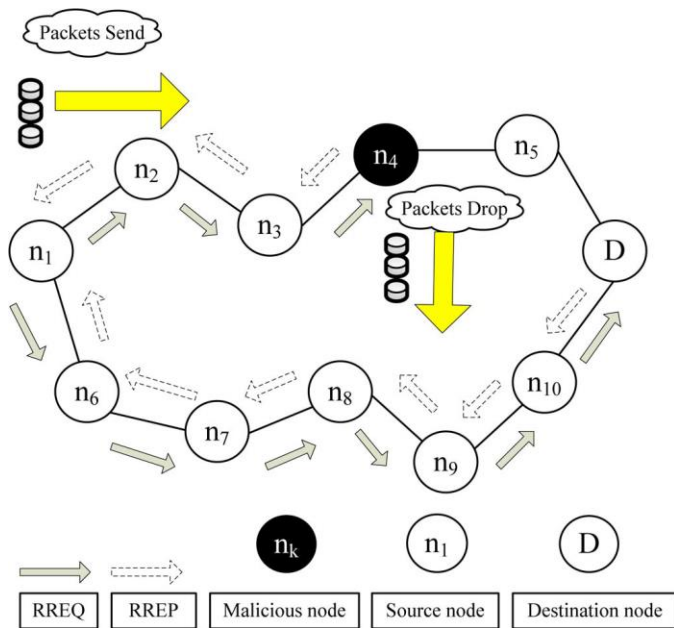 Packets Send
n4
n5
n2
n3
Packets Drop
n1
D
n6
n8
n10
n7
n9
nk
n1
D
RREQ
RREP
Malicious node
Source node
Destination node